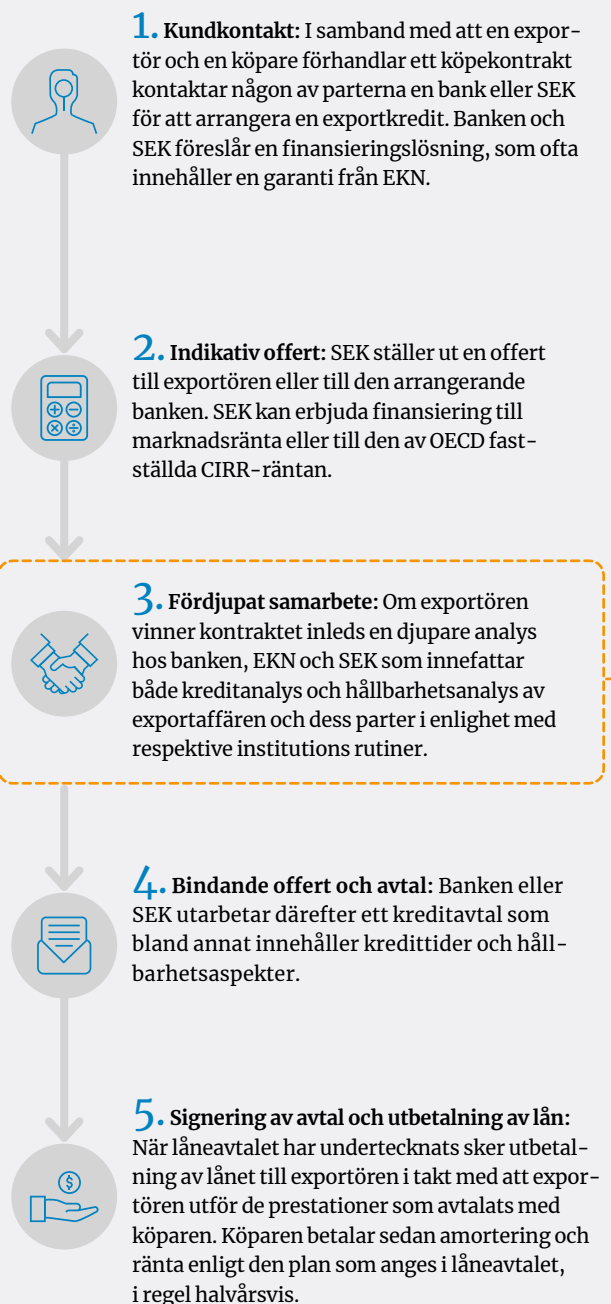 1. Kundkontakt: I samband med att en expor-
tör och en köpare förhandlar ett köpekontrakt
kontaktar någon av parterna en bank eller SEK
för att arrangera en exportkredit. Banken och
SEK föreslår en finansieringslösning, som ofta
innehåller en garanti från EKN.
2. Indikativ offert: SEK ställer ut en offert
till exportören eller till den arrangerande
banken. SEK kan erbjuda finansiering till
marknadsränta eller till den av OECD fast-
ställda CIRR-räntan.
3. Fördjupat samarbete: Om exportören
vinner kontraktet inleds en djupare analys
hos banken, EKN och SEK som innefattar
både kreditanalys och hållbarhetsanalys av
exportaffären och dess parter i enlighet med
respektive institutions rutiner.
4. Bindande offert och avtal: Banken eller
SEK utarbetar därefter ett kreditavtal som
bland annat innehåller kredittider och håll-
barhetsaspekter.
5. Signering av avtal och utbetalning av lån:
När låneavtalet har undertecknats sker utbetal-
ning av lånet till exportören i takt med att expor-
tören utför de prestationer som avtalats med
köparen. Köparen betalar sedan amortering och
ränta enligt den plan som anges i låneavtalet,
i regel halvårsvis.